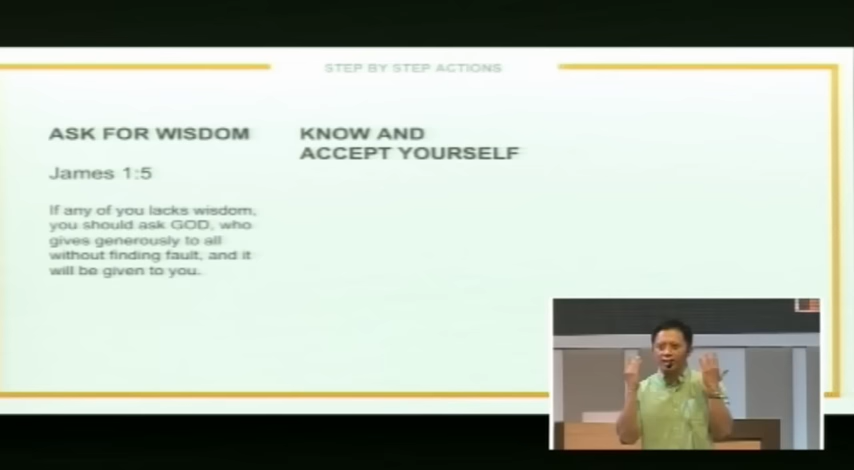 STEP BY STEP ACTIONS
ASK FOR WISDOM
James 1:5
If any of you lacks wisdom,
you should ask GOD, who
gives generously to all
without finding fault, and it
will be given to you.
KNOW AND
ACCEPT YOURSELF